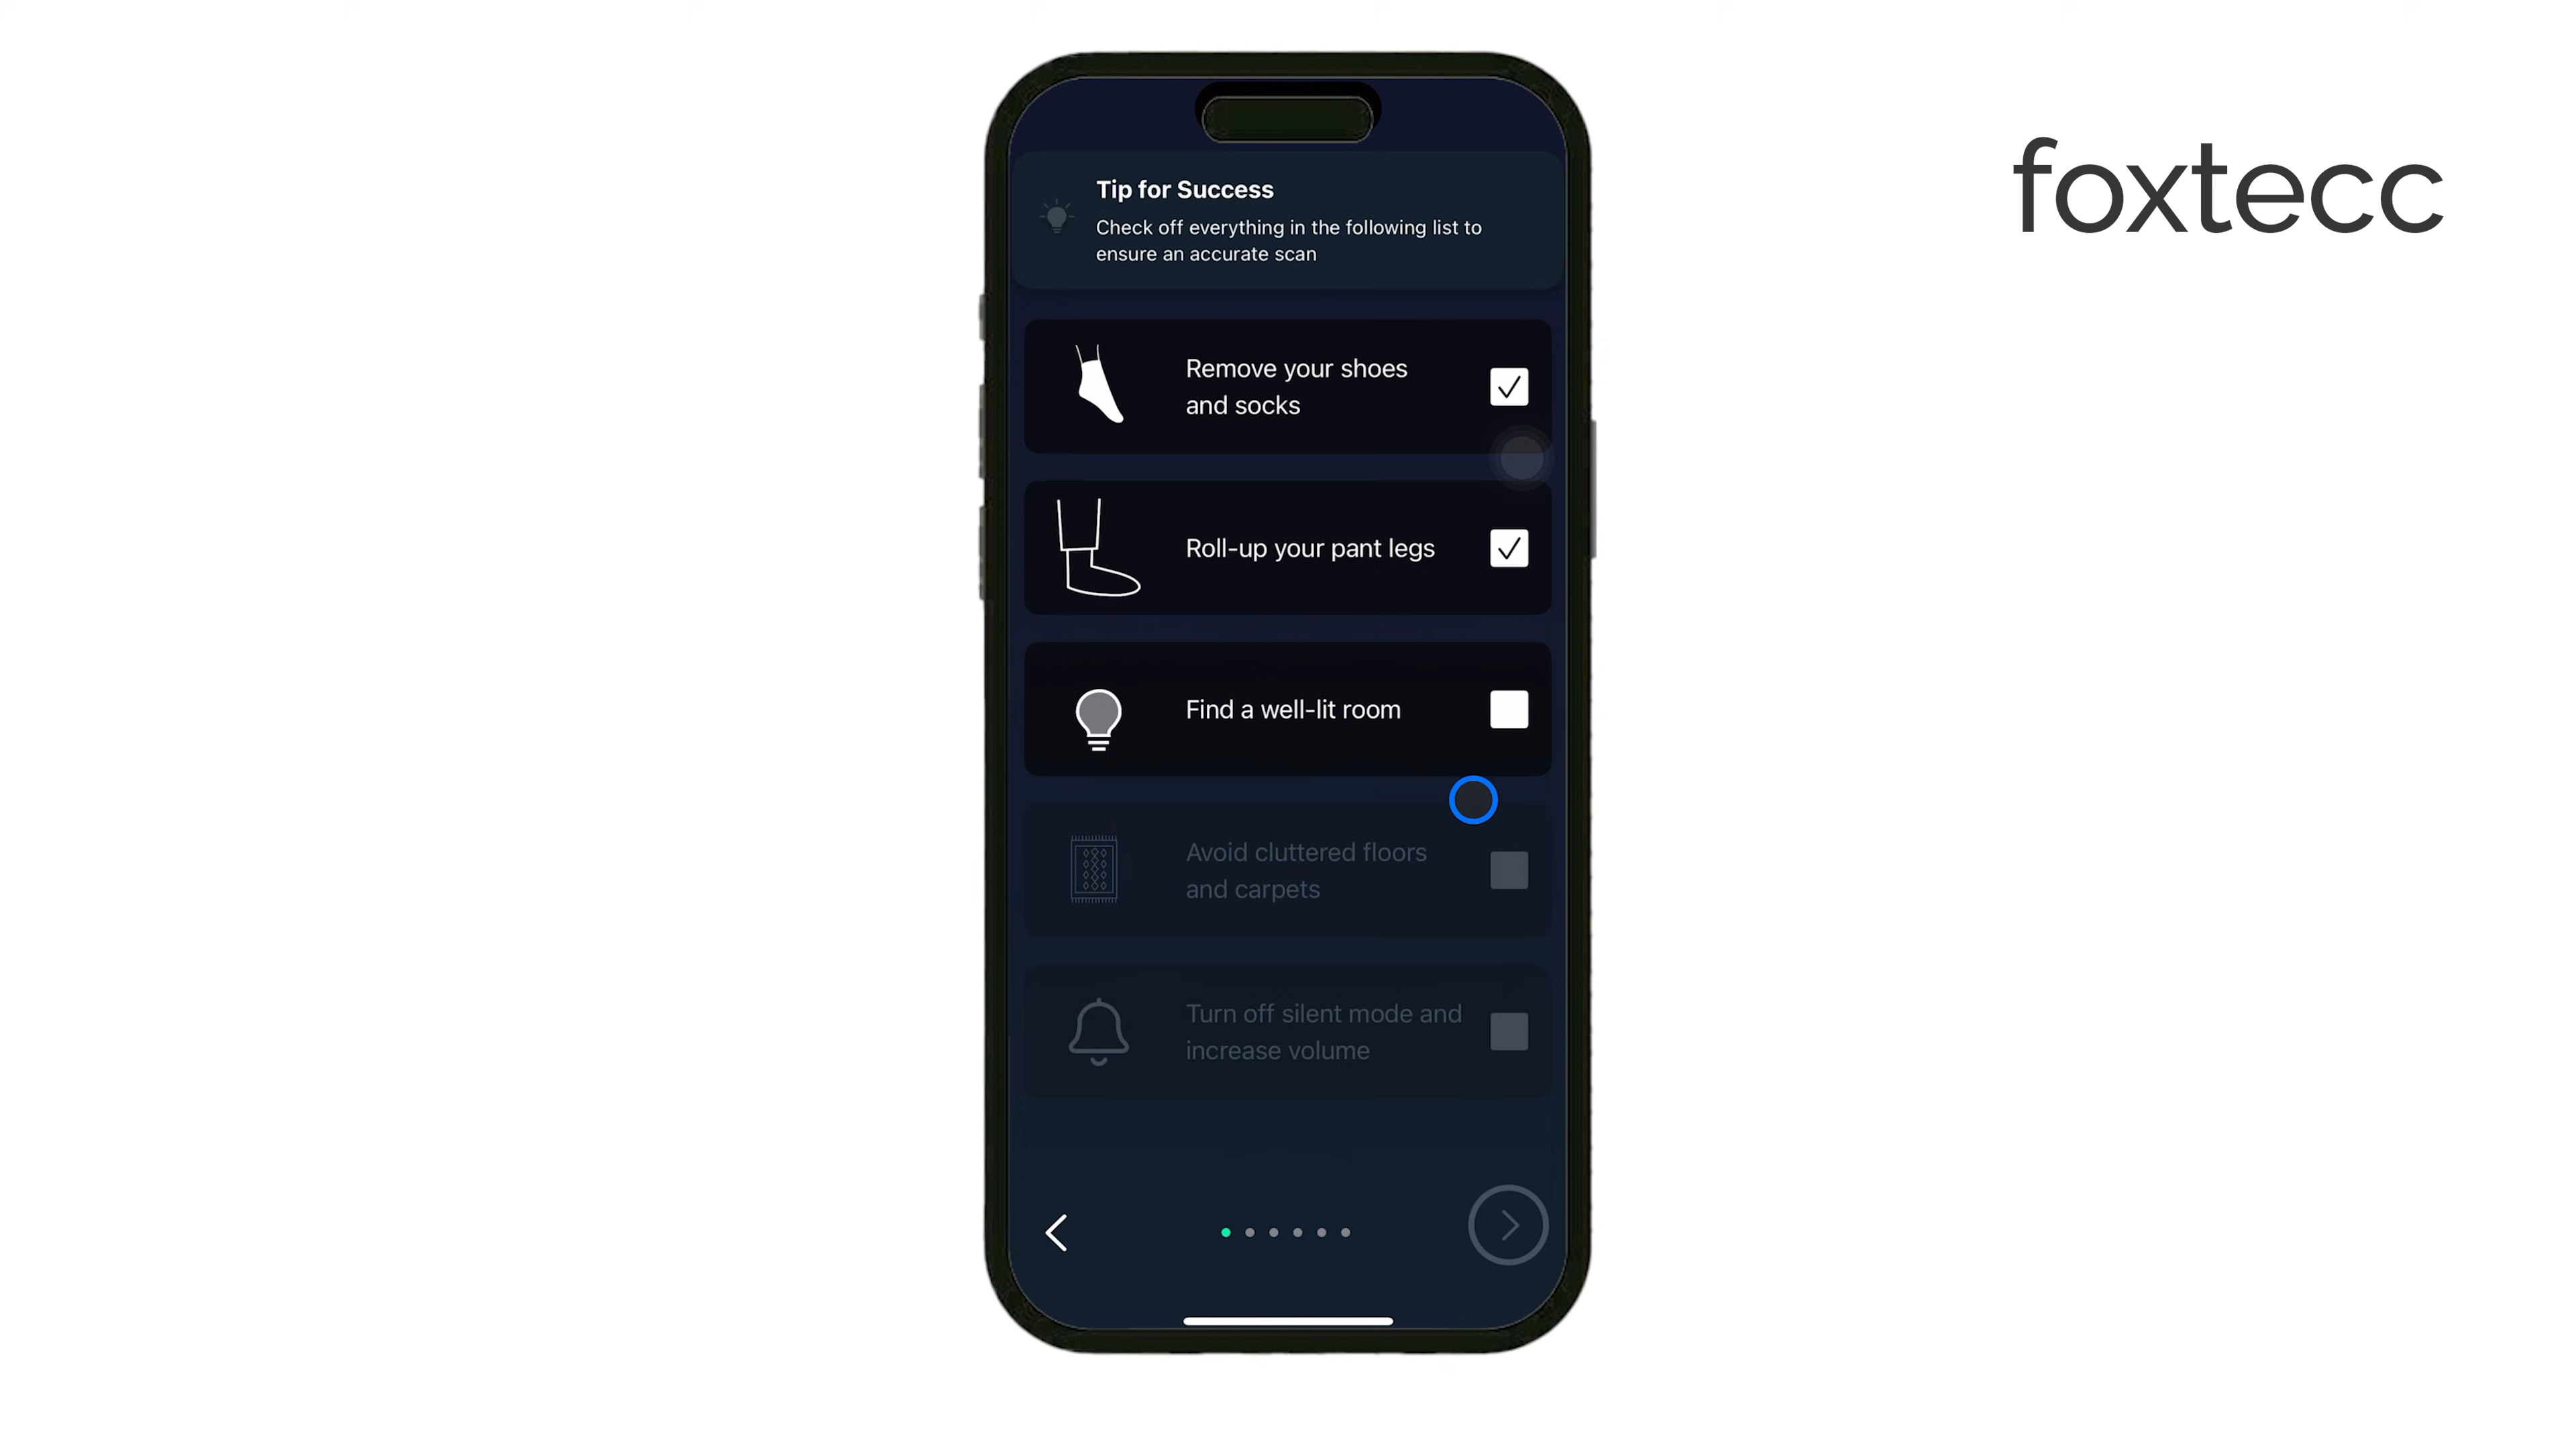 foxtecc
Tip for Success
Check off everything in the following list to
ensure an accurate scan
Remove your shoes
and socks
Roll-up your pant legs
Find a well-lit room
Avoid cluttered floors
and carpets
Turn off silent mode and
increase volume